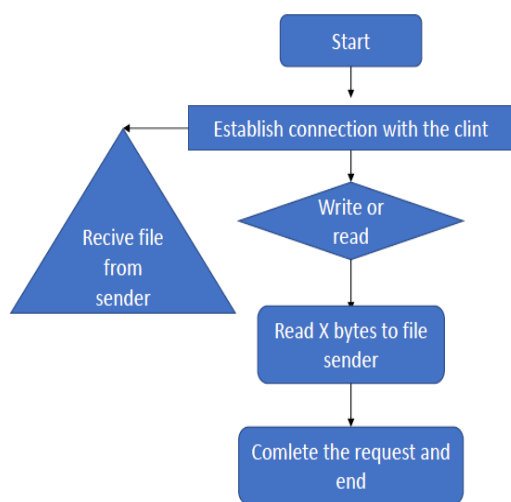 Start
Establish connection with the clint
Write or
read
Recive file
from
sender
Read X bytes to file
sender
Comlete the request and
end